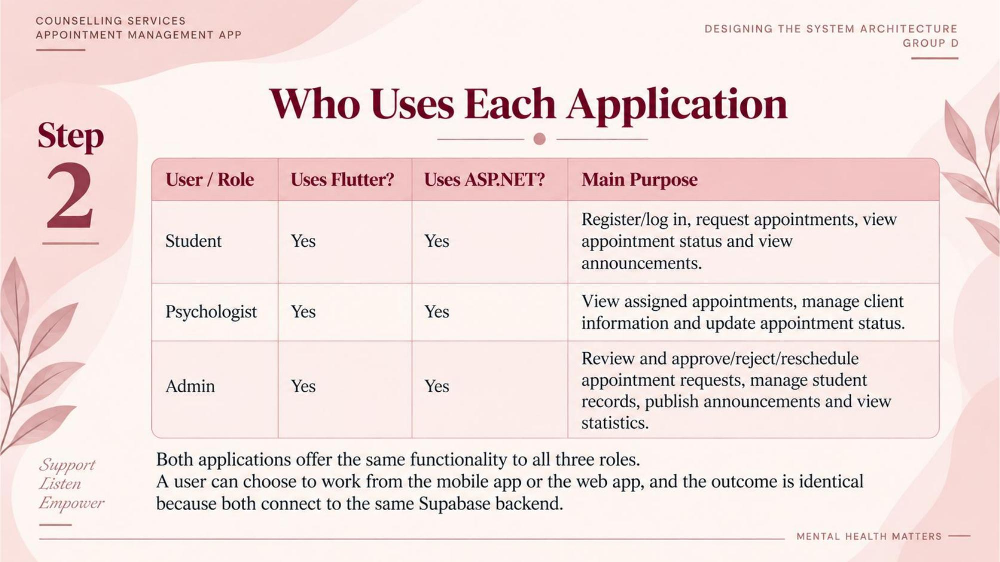 COUNSELLING SERVICES
APPOINTMENT MANAGEMENT APP
DESIGNING THE SYSTEM ARCHITECTURE
GROUP D
Step
2
Who Uses Each Application
User / Role
Uses Flutter?
Uses ASP.NET?
Main Purpose
Student
Yes
Yes
Register/log in, request appointments, view
appointment status and view
announcements.
Psychologist
Yes
Yes
View assigned appointments, manage client
information and update appointment status.
Admin
Yes
Yes
Review and approve/reject/reschedule
appointment requests, manage student
records, publish announcements and view
statistics.
Both applications offer the same functionality to all three roles.
A user can choose to work from the mobile app or the web app, and the outcome is identical
because both connect to the same Supabase backend.
Support
Listen
Empower
MENTAL HEALTH MATTERS